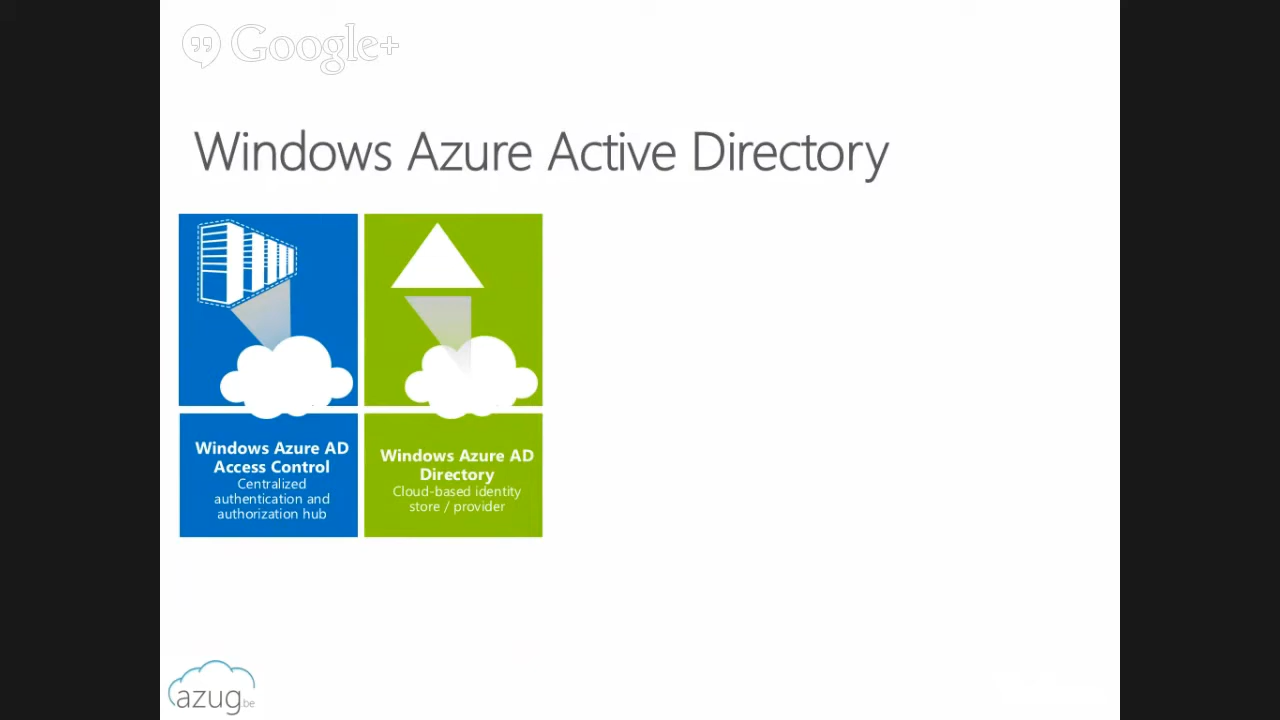 Google+
Windows Azure Active Directory
Windows Azure AD
Access Control
Centralized
authentication and
authorization hub
Windows Azure AD
Directory
Cloud-based identity
store / provider
azug.be